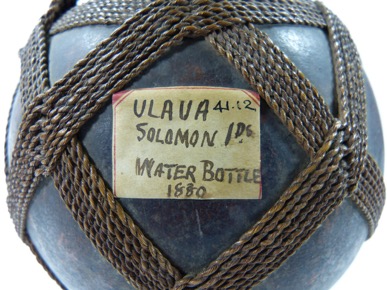 ULAVA 41.12
SOLOMON IDS
WATER BOTTLE
1880